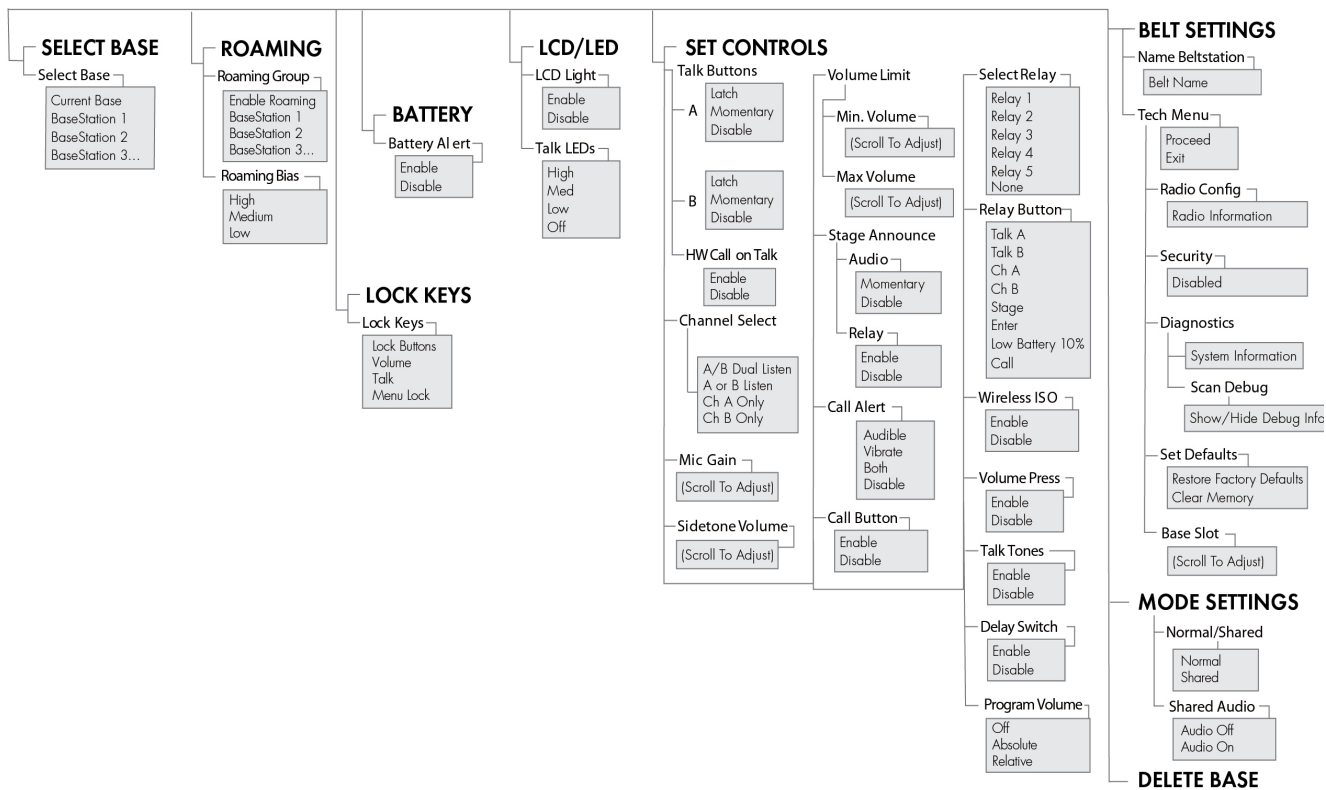 SELECT BASE
Select Base
Current Base
BaseStation 1
BaseStation 2
BaseStation 3...
ROAMING
Roaming Group
Enable Roaming
BaseStation 1
BaseStation 2
BaseStation 3...
Roaming Bias
High
Medium
Low
LOCK KEYS
Lock Keys
Lock Buttons
Volume
Talk
Menu Lock
BATTERY
Battery Alert
Enable
Disable
LCD/LED
LCD Light
Enable
Disable
Talk LEDs
High
Med
Low
Off
SET CONTROLS
Talk Buttons
A
Latch
Momentary
Disable
B
Latch
Momentary
Disable
HW Call on Talk
Enable
Disable
Channel Select
A/B Dual Listen
A or B Listen
Ch A Only
Ch B Only
Mic Gain
(Scroll To Adjust)
Sidetone Volume
(Scroll To Adjust)
Volume Limit
Min. Volume
(Scroll To Adjust)
Max Volume
(Scroll To Adjust)
Stage Announce
Audio
Momentary
Disable
Relay
Enable
Disable
Call Alert
Audible
Vibrate
Both
Disable
Call Button
Enable
Disable
Select Relay
Relay 1
Relay 2
Relay 3
Relay 4
Relay 5
None
Relay Button
Talk A
Talk B
Ch A
Ch B
Stage
Enter
Low Battery 10%
Call
Wireless ISO
Enable
Disable
Volume Press
Enable
Disable
Talk Tones
Enable
Disable
Delay Switch
Enable
Disable
Program Volume
Off
Absolute
Relative
BELT SETTINGS
Name Beltstation
Belt Name
Tech Menu
Proceed
Exit
Radio Config
Radio Information
Security
Disabled
Diagnostics
System Information
Scan Debug
Show/Hide Debug Info
Set Defaults
Restore Factory Defaults
Clear Memory
Base Slot
(Scroll To Adjust)
MODE SETTINGS
Normal/Shared
Normal
Shared
Shared Audio
Audio Off
Audio On
DELETE BASE